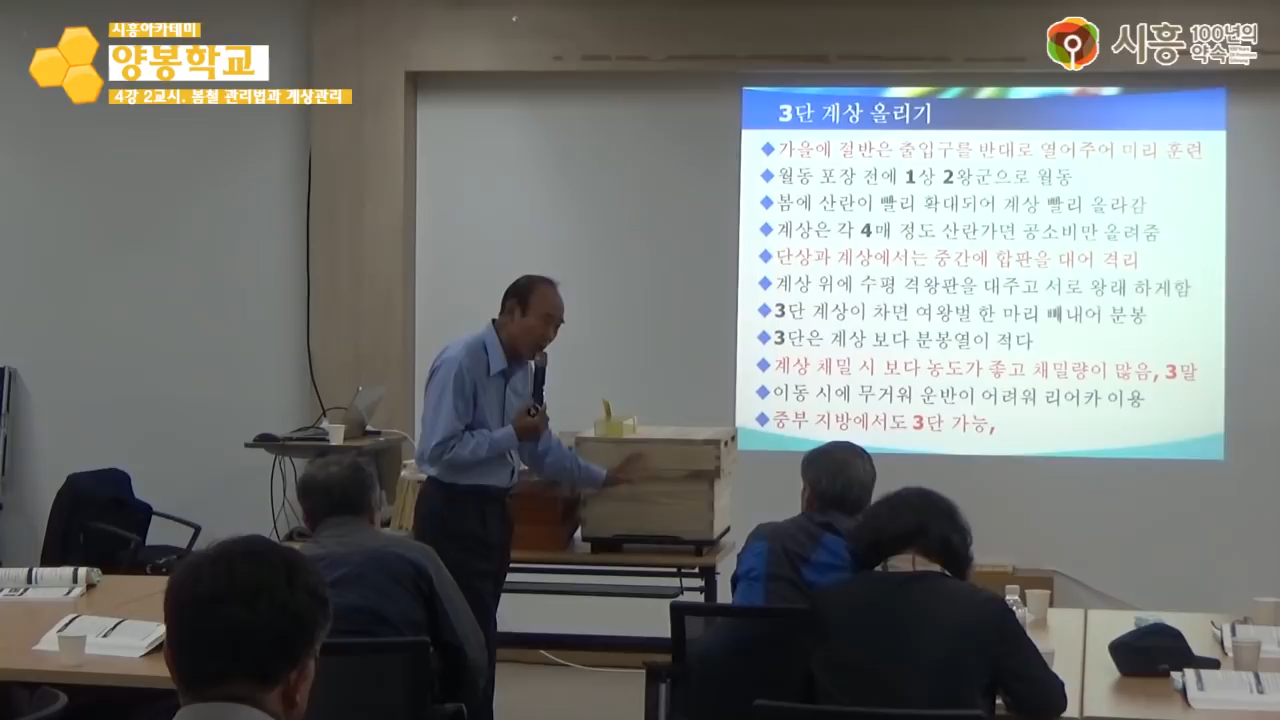 시흥아카데미
양봉학교
4강 2교시. 봄철 관리법과 계상관리
시흥 100년의
약속
3단 계상 올리기
◆가을에 절반은 출입구를 반대로 열어주어 미리 훈련
◆월동 포장 전에 1상 2왕군으로 월동
◆봄에 산란이 빨리 확대되어 계상 빨리 올라감
◆계상은 각 4매 정도 산란가면 공소비만 올려줌
◆단상과 계상에서는 중간에 합판을 대어 격리
◆계상 위에 수평 격왕판을 대주고 서로 왕래 하게함
◆3단 계상이 차면 여왕벌 한 마리 빼내어 분봉
◆3단은 계상 보다 분봉열이 적다
◆계상 채밀 시 보다 농도가 좋고 채밀량이 많음, 3말
◆이동 시에 무거워 운반이 어려워 리어카 이용
◆중부 지방에서도 3단 가능,